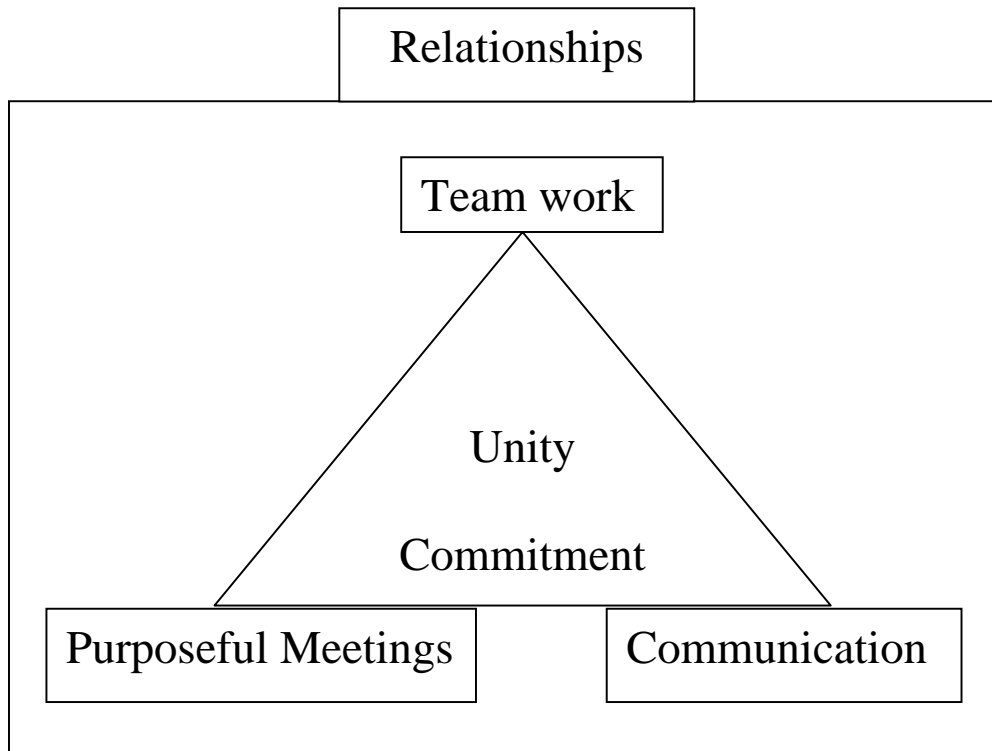 Relationships
Team work
Unity
Commitment
Purposeful Meetings
Communication